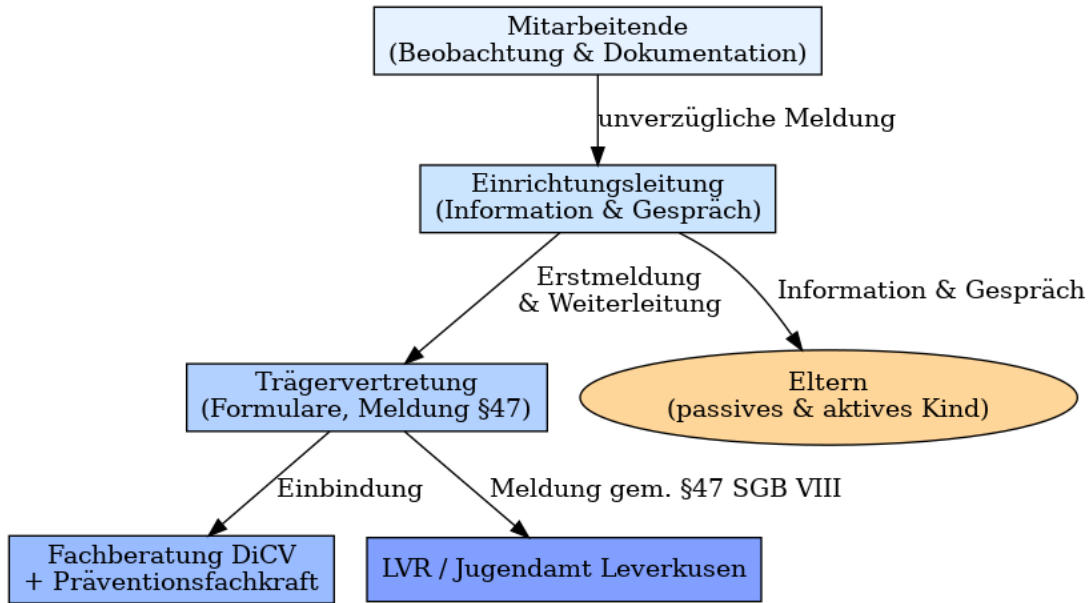 Mitarbeitende
(Beobachtung & Dokumentation)
unverzügliche Meldung
Einrichtungsleitung
(Information & Gespräch)
Erstmeldung
& Weiterleitung
Information & Gespräch
Trägervertretung
(Formulare, Meldung §47)
Eltern
(passives & aktives Kind)
Einbindung
Meldung gem. §47 SGB VIII
Fachberatung DiCV
+ Präventionsfachkraft
LVR / Jugendamt Leverkusen